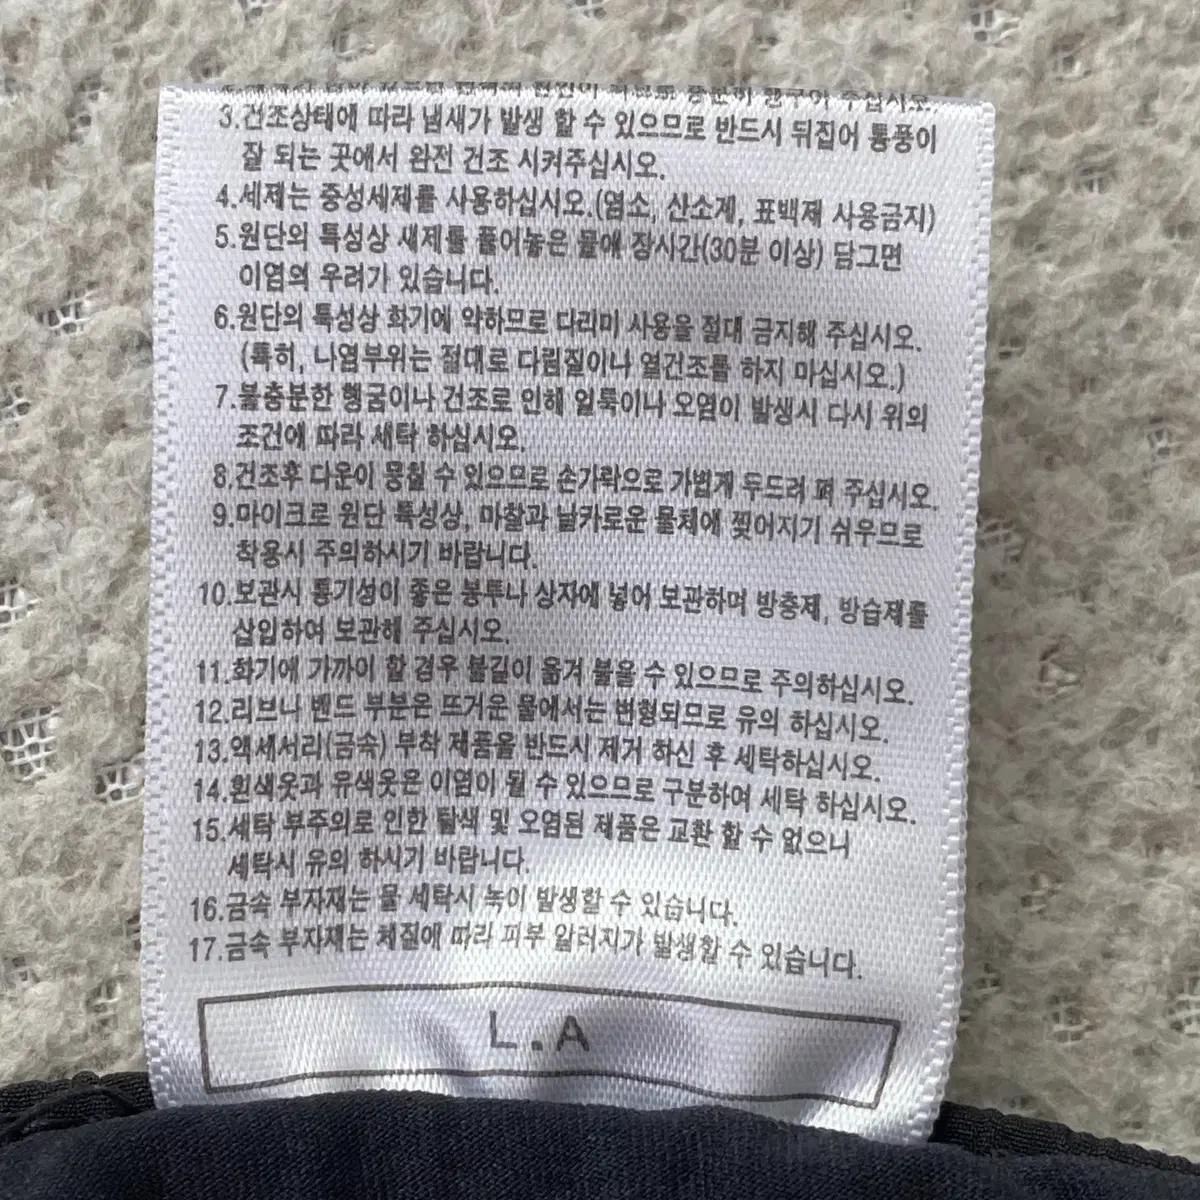 충분히 헹구어 주십시오
3.건조상태에 따라 냄새가 발생 할 수 있으므로 반드시 뒤집어 통풍이
잘 되는 곳에서 완전 건조 시켜주십시오.
4.세제는 중성세제를 사용하십시오.(염소, 산소계, 표백제 사용금지)
5.원단의 특성상 세제를 풀어놓은 물에 장시간(30분 이상) 담그면
이염의 우려가 있습니다.
6.원단의 특성상 화기에 약하므로 다리미 사용을 절대 금지해 주십시오.
(특히, 나염부위는 절대로 다림질이나 열건조를 하지 마십시오.)
7.불충분한 행굼이나 건조로 인해 얼룩이나 오염이 발생시 다시 위의
조건에 따라 세탁 하십시오.
8.건조후 다운이 뭉칠 수 있으므로 손가락으로 가볍게 두드려 펴 주십시오.
9.마이크로 원단 특성상, 마찰과 날카로운 물체에 찢어지기 쉬우므로
착용시 주의하시기 바랍니다.
10.보관시 통기성이 좋은 봉투나 상자에 넣어 보관하며 방충제, 방습제를
삽입하여 보관해 주십시오.
11.화기에 가까이 할 경우 불길이 옮겨 붙을 수 있으므로 주의하십시오.
12.리브나 밴드 부분은 뜨거운 물에서는 변형되므로 유의 하십시오.
13.액세서리(금속) 부착 제품을 반드시 제거 하신 후 세탁하십시오.
14.흰색옷과 유색옷은 이염이 될 수 있으므로 구분하여 세탁 하십시오.
15.세탁 부주의로 인한 탈색 및 오염된 제품은 교환 할 수 없으니
세탁시 유의 하시기 바랍니다.
16.금속 부자재는 물 세탁시 녹이 발생할 수 있습니다.
17.금속 부자재는 체질에 따라 피부 알러지가 발생할 수 있습니다.
L.A